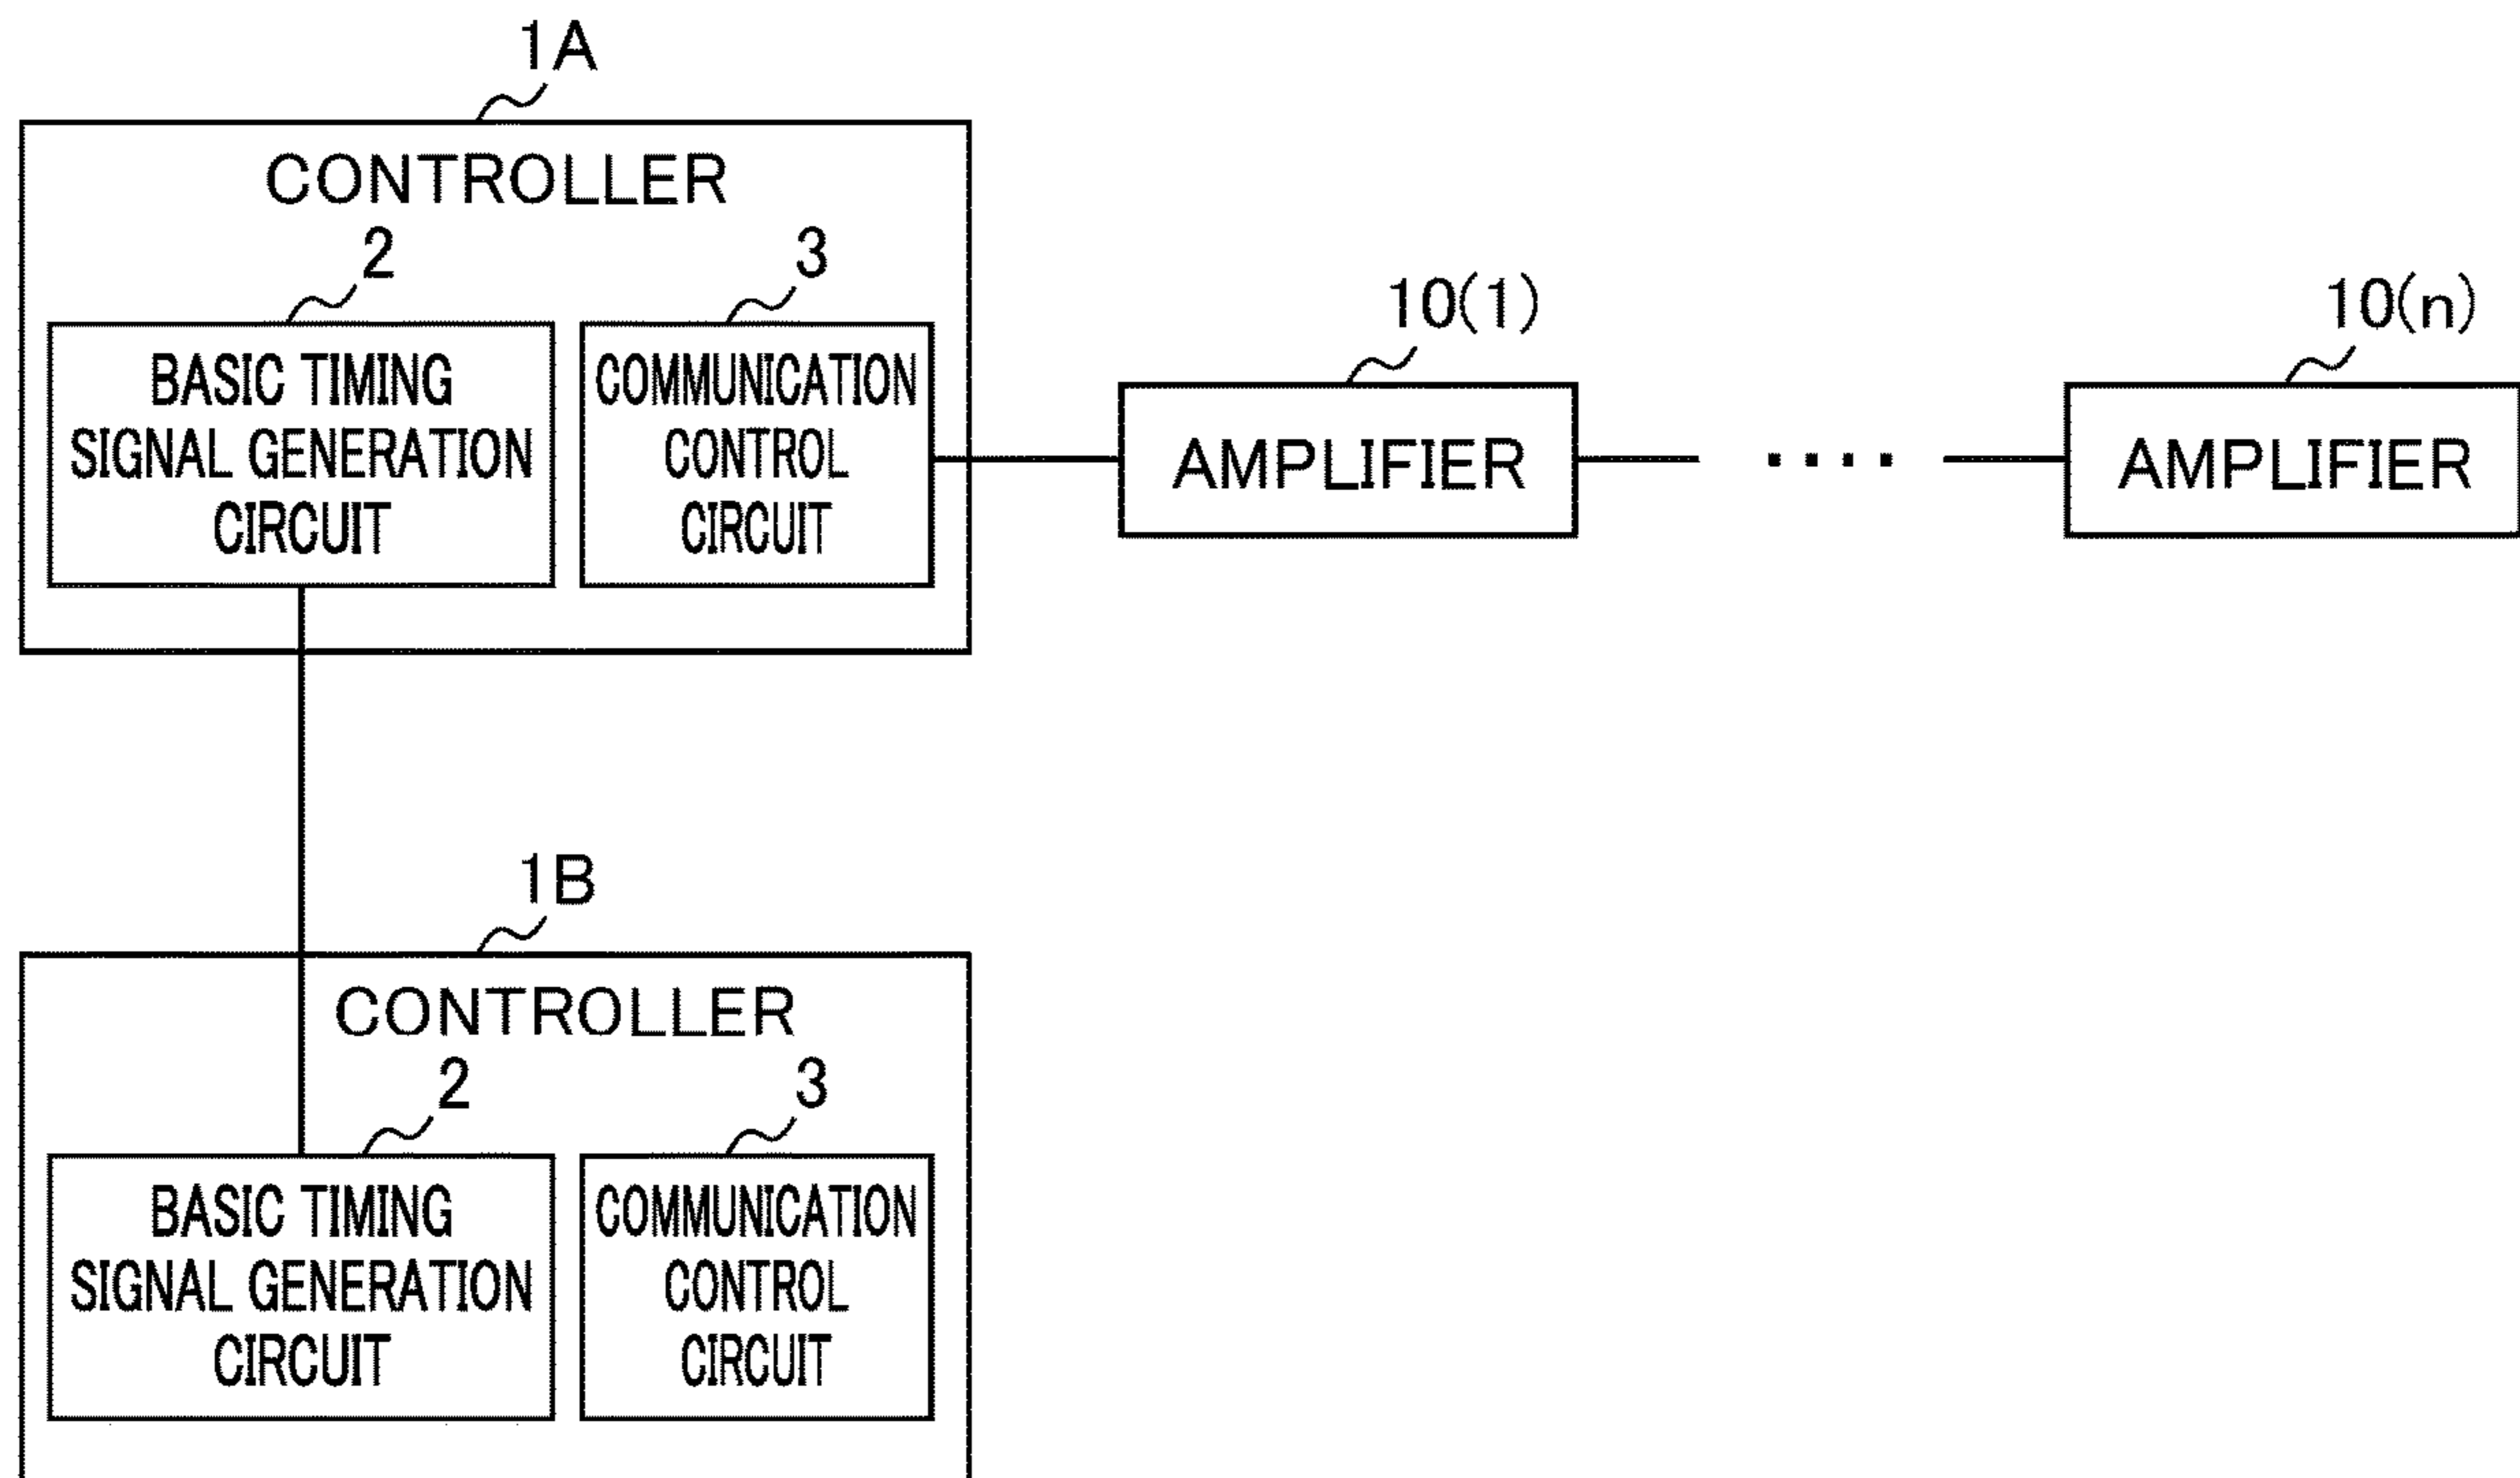 1A
CONTROLLER
2
3
BASIC TIMING
SIGNAL GENERATION
CIRCUIT
COMMUNICATION
CONTROL
CIRCUIT
10(1)
AMPLIFIER
....
10(n)
AMPLIFIER
1B
CONTROLLER
2
3
BASIC TIMING
SIGNAL GENERATION
CIRCUIT
COMMUNICATION
CONTROL
CIRCUIT